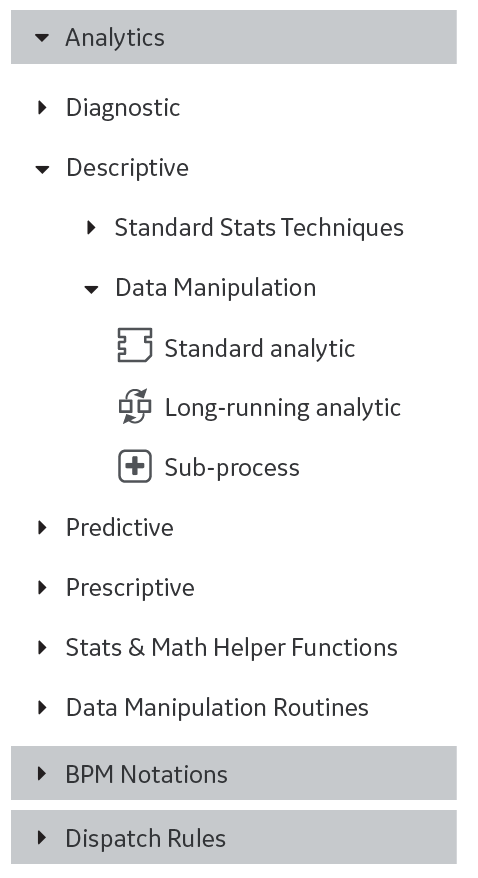 Analytics
Diagnostic
Descriptive
Standard Stats Techniques
Data Manipulation
Standard analytic
Long-running analytic
Sub-process
Predictive
Prescriptive
Stats & Math Helper Functions
Data Manipulation Routines
BPM Notations
Dispatch Rules